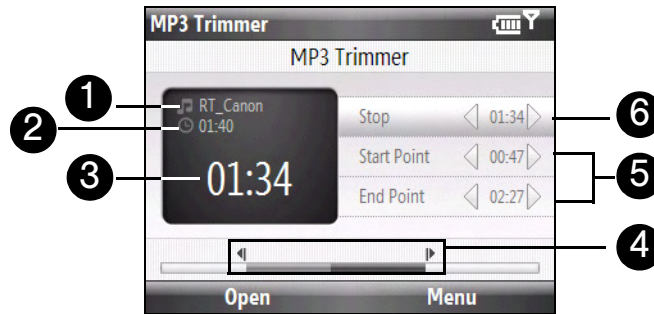 MP3 Trimmer
MP3 Trimmer
1
RT_Canon
2
01:40
3
01:34
Stop
01:34
6
Start Point
00:47
5
End Point
02:27
4
Open
Menu